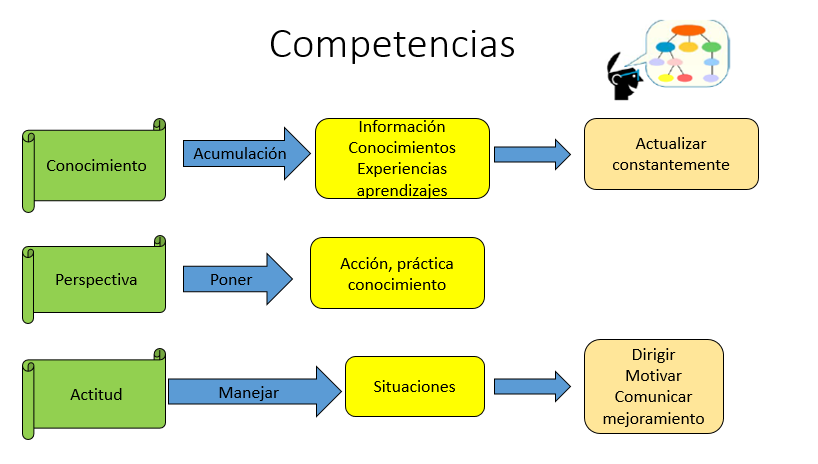 Competencias
Conocimiento
Acumulación
Información
Conocimientos
Experiencias
aprendizajes
Actualizar
constantemente
Perspectiva
Poner
Acción, práctica
conocimiento
Actitud
Manejar
Situaciones
Dirigir
Motivar
Comunicar
mejoramiento